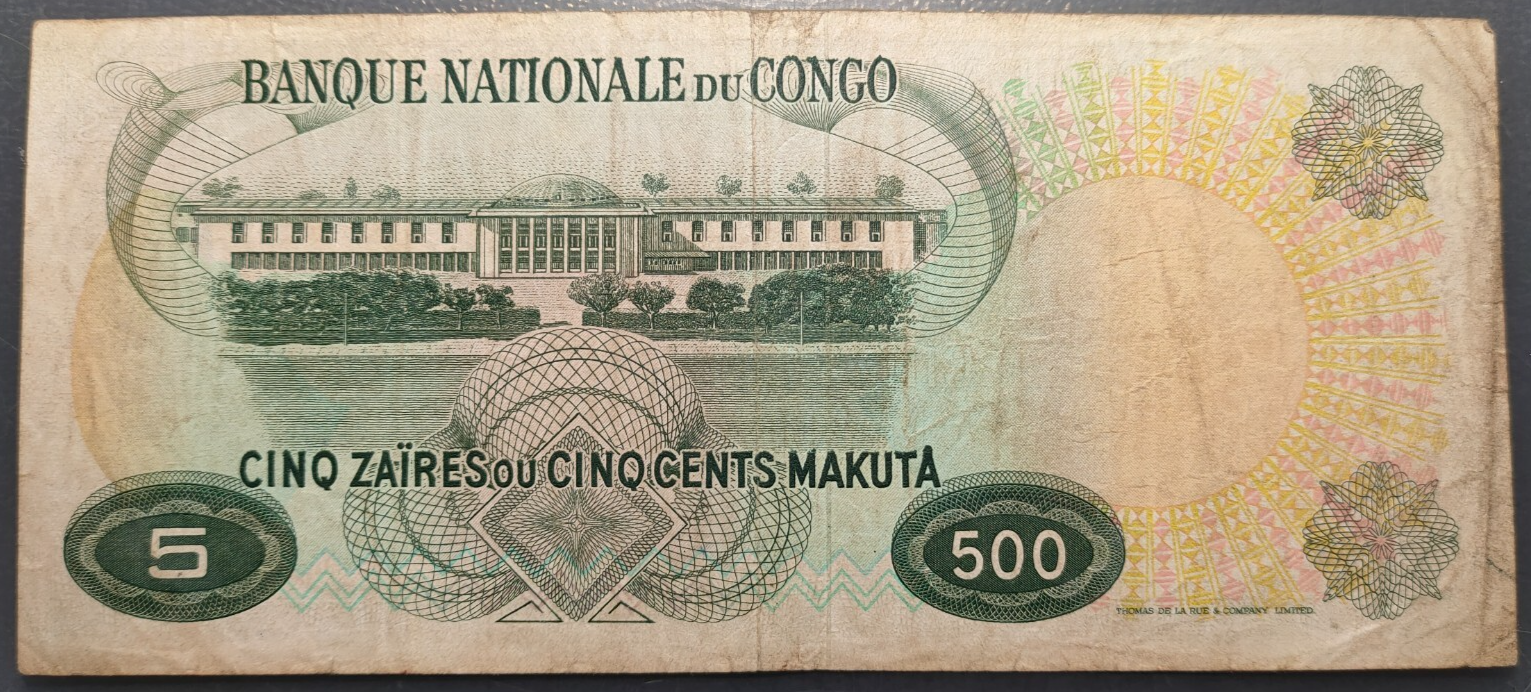 BANQUE NATIONALE DU CONGO
CINQ ZAÏRES OU CINQ CENTS MAKUTA
5
500
THOMAS DE LA RUE & COMPANY LIMITED.